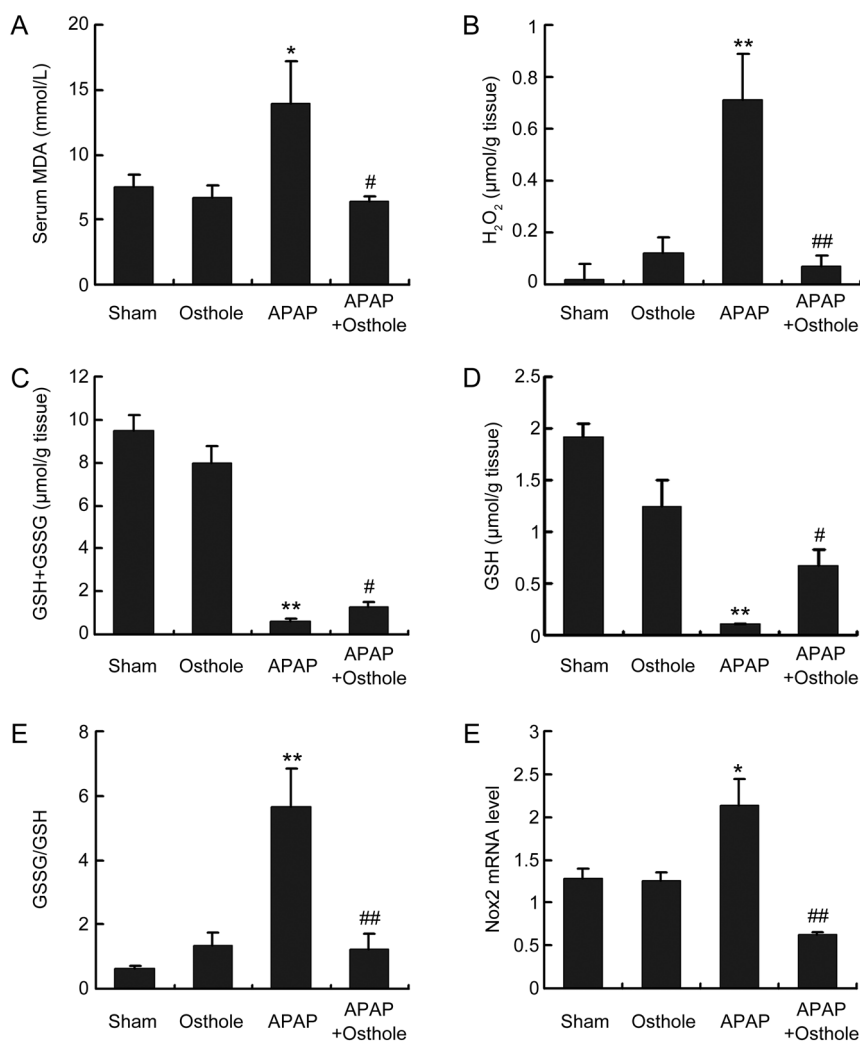 A
Serum MDA (mmol/L)
20
15
10
5
0
*
#
Sham
Osthole
APAP
APAP
+Osthole
B
H₂O₂ (µmol/g tissue)
1
0.8
0.6
0.4
0.2
0
**
##
Sham
Osthole
APAP
APAP
+Osthole
C
GSH+GSSG (µmol/g tissue)
12
10
8
6
4
2
0
**
#
Sham
Osthole
APAP
APAP
+Osthole
D
GSH (µmol/g tissue)
2.5
2
1.5
1
0.5
0
**
#
Sham
Osthole
APAP
APAP
+Osthole
E
GSSG/GSH
8
6
4
2
0
**
##
Sham
Osthole
APAP
APAP
+Osthole
E
Nox2 mRNA level
3
2.5
2
1.5
1
0.5
0
*
##
Sham
Osthole
APAP
APAP
+Osthole